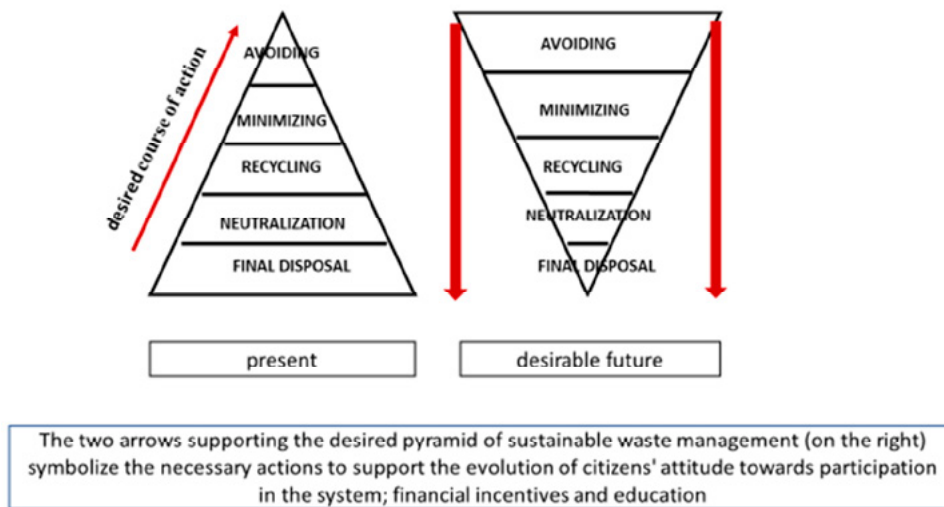 desired course of action
AVOIDING
MINIMIZING
RECYCLING
NEUTRALIZATION
FINAL DISPOSAL
present
AVOIDING
MINIMIZING
RECYCLING
NEUTRALIZATION
FINAL DISPOSAL
desirable future
The two arrows supporting the desired pyramid of sustainable waste management (on the right)
symbolize the necessary actions to support the evolution of citizens' attitude towards participation
in the system; financial incentives and education